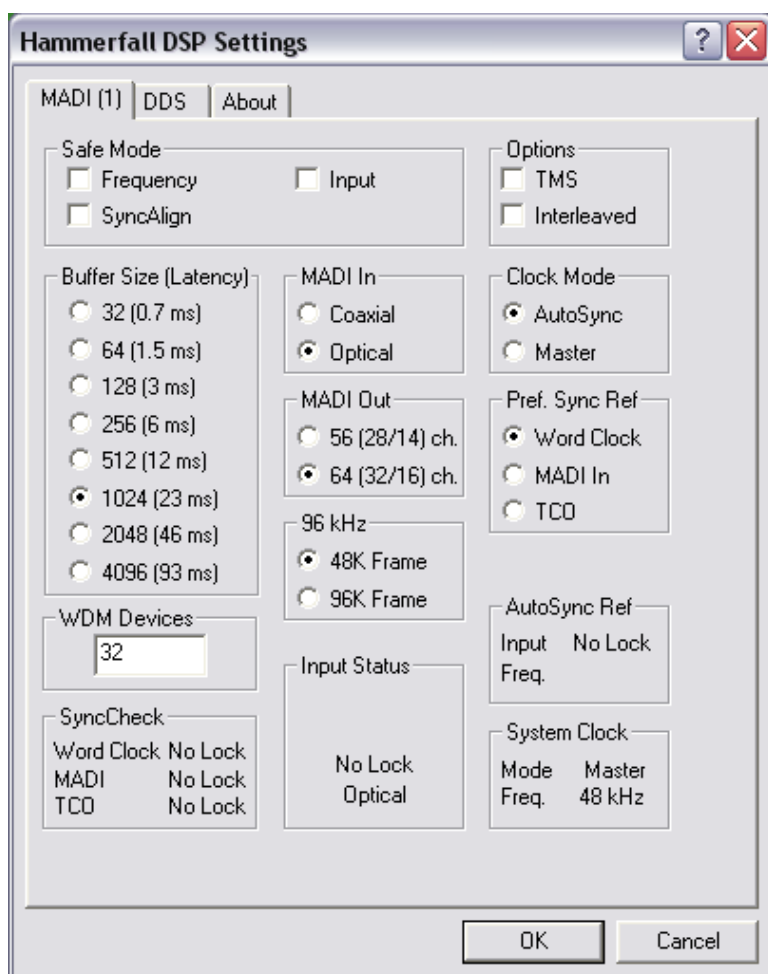 Hammerfall DSP Settings
MADI (1) DDS About
Safe Mode
Frequency Input
SyncAlign
Options
TMS
Interleaved
Buffer Size (Latency)
32 (0.7 ms)
64 (1.5 ms)
128 (3 ms)
256 (6 ms)
512 (12 ms)
1024 (23 ms)
2048 (46 ms)
4096 (93 ms)
MADI In
Coaxial
Optical
Clock Mode
AutoSync
Master
MADI Out
56 (28/14) ch.
64 (32/16) ch.
Pref. Sync Ref
Word Clock
MADI In
TCO
96 kHz
48K Frame
96K Frame
WDM Devices
32
AutoSync Ref
Input No Lock
Freq.
Input Status
No Lock
Optical
SyncCheck
Word Clock No Lock
MADI No Lock
TCO No Lock
System Clock
Mode Master
Freq. 48 kHz
OK Cancel